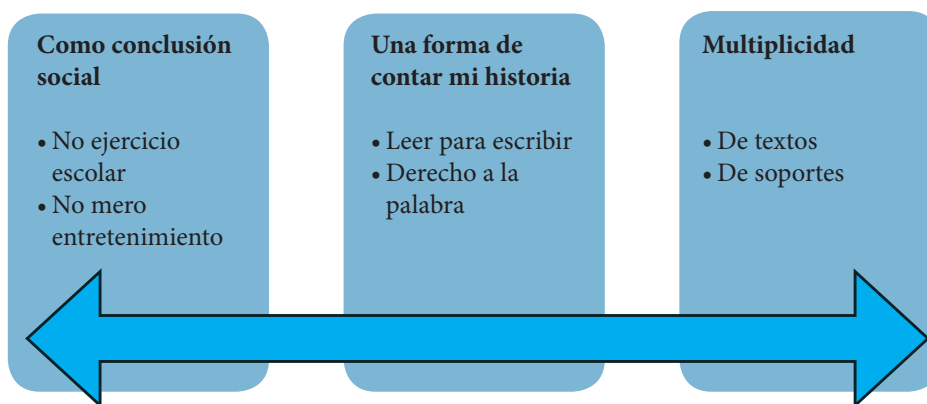 Como conclusión
social
• No ejercicio
escolar
• No mero
entretenimiento
Una forma de
contar mi historia
• Leer para escribir
• Derecho a la
palabra
Multiplicidad
• De textos
• De soportes